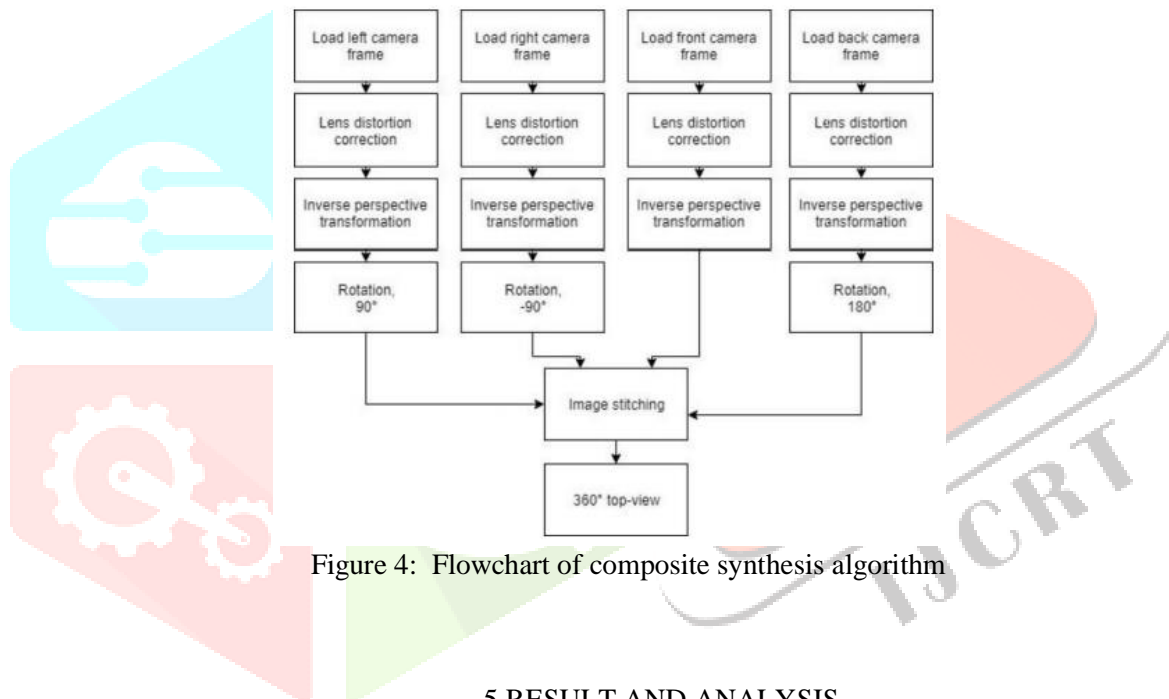 Load left camera
frame
Load right camera
frame
Load front camera
frame
Load back camera
frame
Lens distortion
correction
Lens distortion
correction
Lens distortion
correction
Lens distortion
correction
Inverse perspective
transformation
Inverse perspective
transformation
Inverse perspective
transformation
Inverse perspective
transformation
Rotation,
90°
Rotation,
-90°
Rotation,
180°
Image stitching
360° top-view
Figure 4: Flowchart of composite synthesis algorithm
IJCRT
5 RESULT AND ANALYSIS